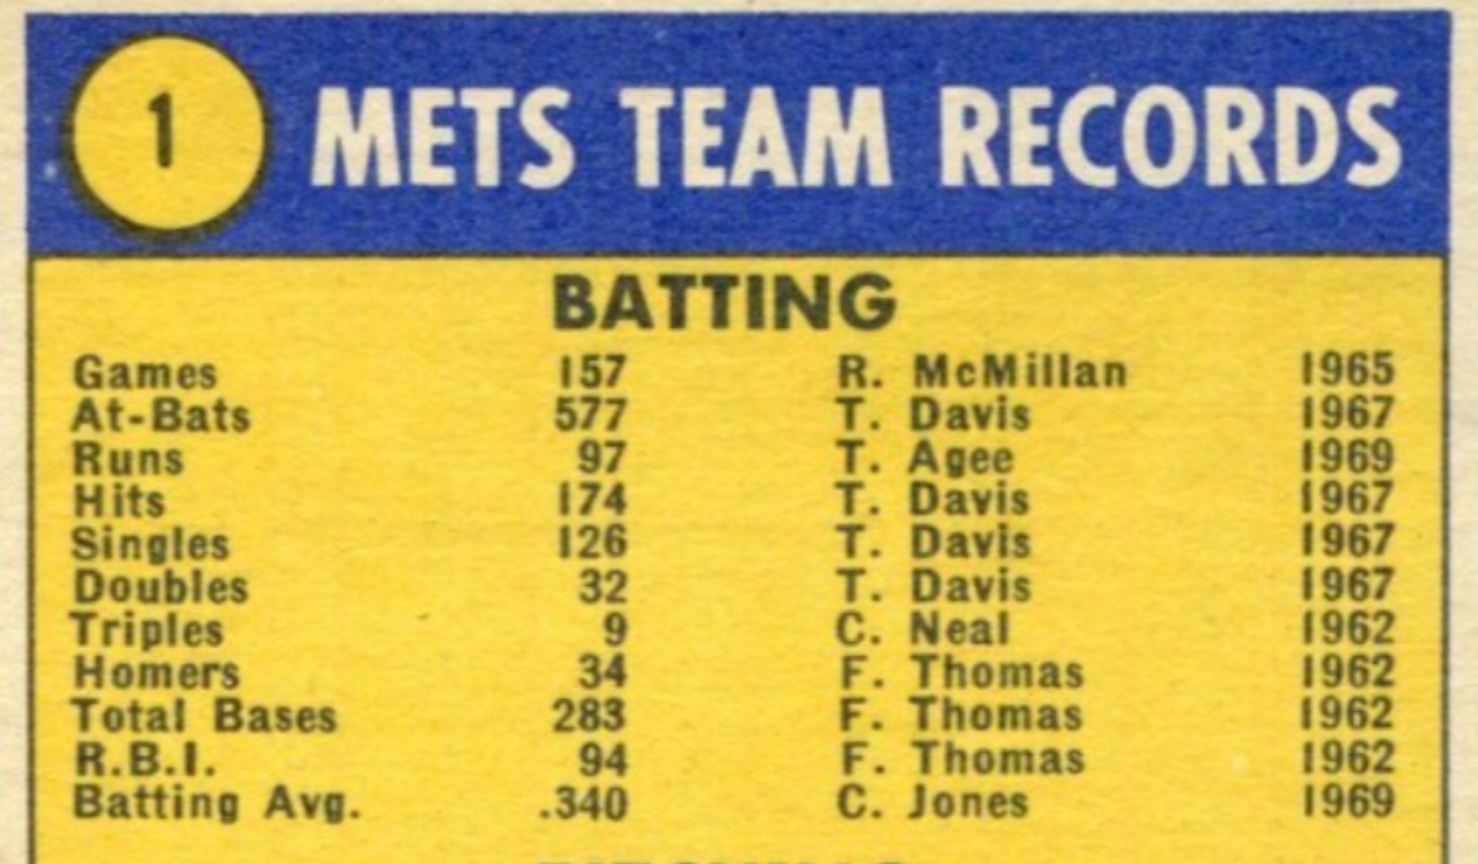 1 METS TEAM RECORDS
BATTING
Games 157 R. McMillan 1965
At-Bats 577 T. Davis 1967
Runs 97 T. Agee 1969
Hits 174 T. Davis 1967
Singles 126 T. Davis 1967
Doubles 32 T. Davis 1967
Triples 9 C. Neal 1962
Homers 34 F. Thomas 1962
Total Bases 283 F. Thomas 1962
R.B.I. 94 F. Thomas 1962
Batting Avg. .340 C. Jones 1969